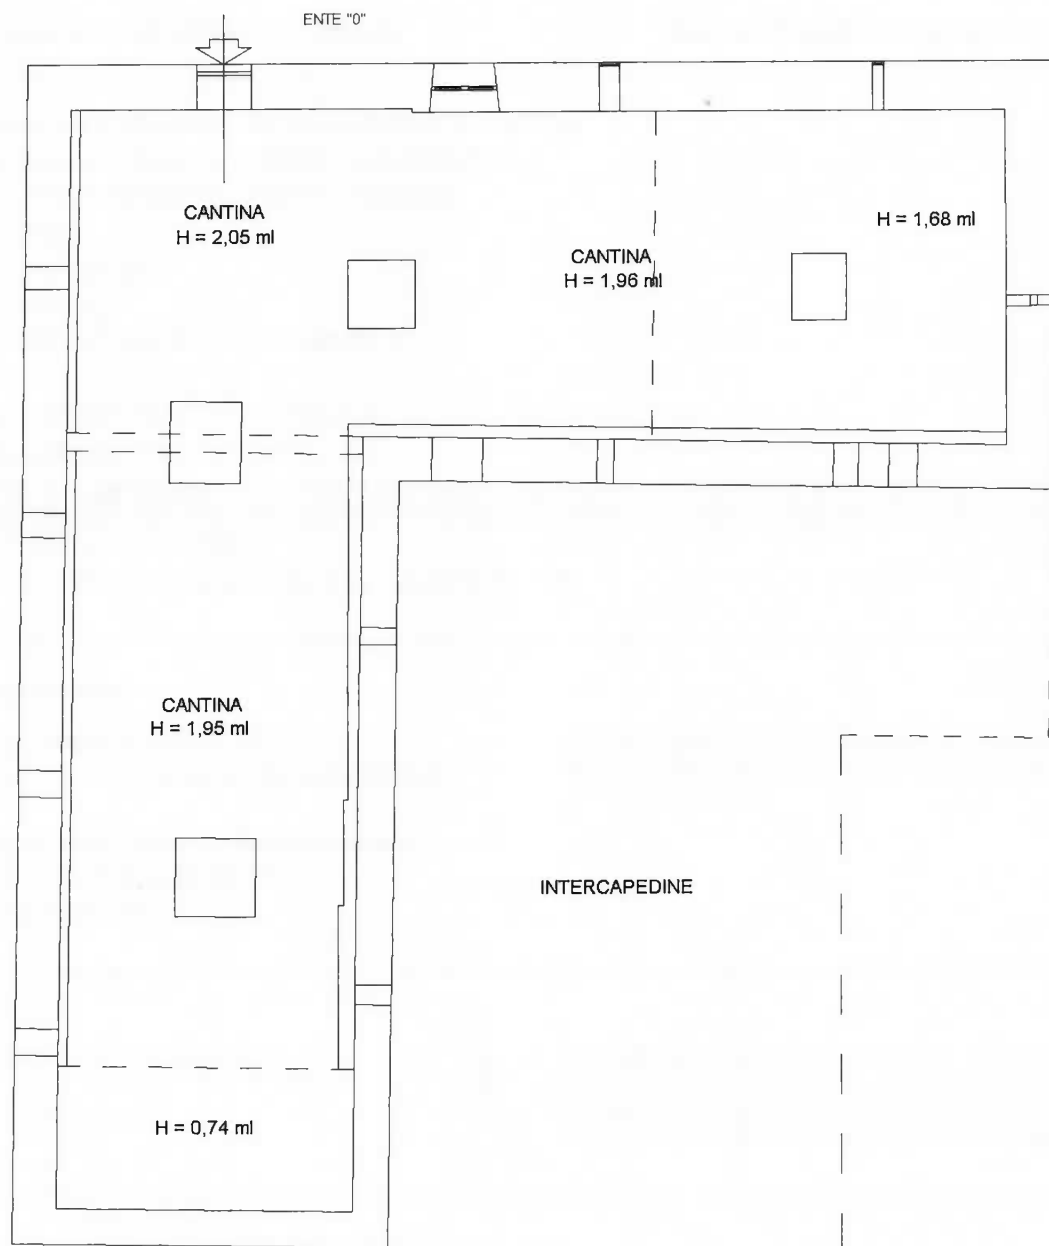 ENTE "0"
CANTINA
H = 2,05 ml
H = 1,68 ml
CANTINA
H = 1,96 ml
CANTINA
H = 1,95 ml
INTERCAPEDINE
H = 0,74 ml